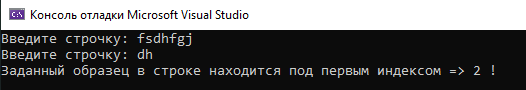 Консоль отладки Microsoft Visual Studio
Введите строчку: fsdhfgj
Введите строчку: dh
Заданный образец в строке находится под первым индексом => 2 !